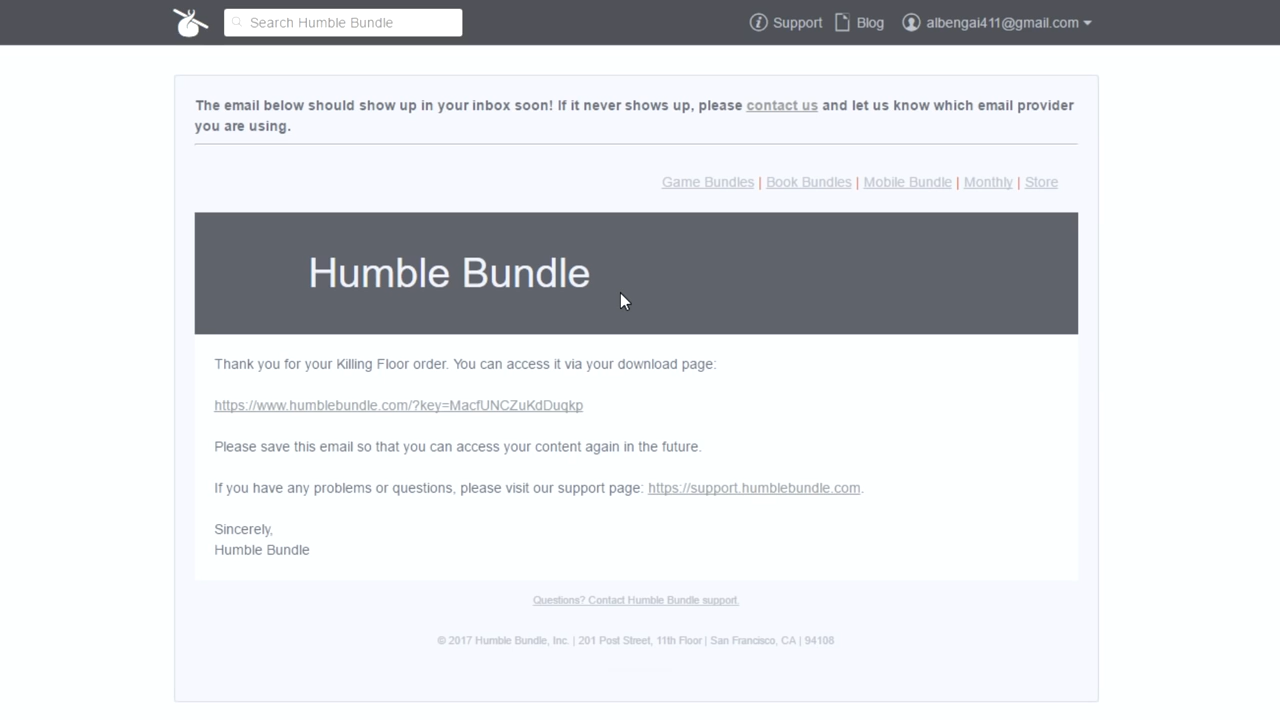 Search Humble Bundle
Support
Blog
albengai411@gmail.com
The email below should show up in your inbox soon! If it never shows up, please contact us and let us know which email provider
you are using.
Game Bundles | Book Bundles | Mobile Bundle | Monthly | Store
Humble Bundle
Thank you for your Killing Floor order. You can access it via your download page:
https://www.humblebundle.com/?key=MacfUNCZuKdDuqkp
Please save this email so that you can access your content again in the future.
If you have any problems or questions, please visit our support page: https://support.humblebundle.com.
Sincerely,
Humble Bundle
Questions? Contact Humble Bundle support.
© 2017 Humble Bundle, Inc. | 201 Post Street, 11th Floor | San Francisco, CA | 94108